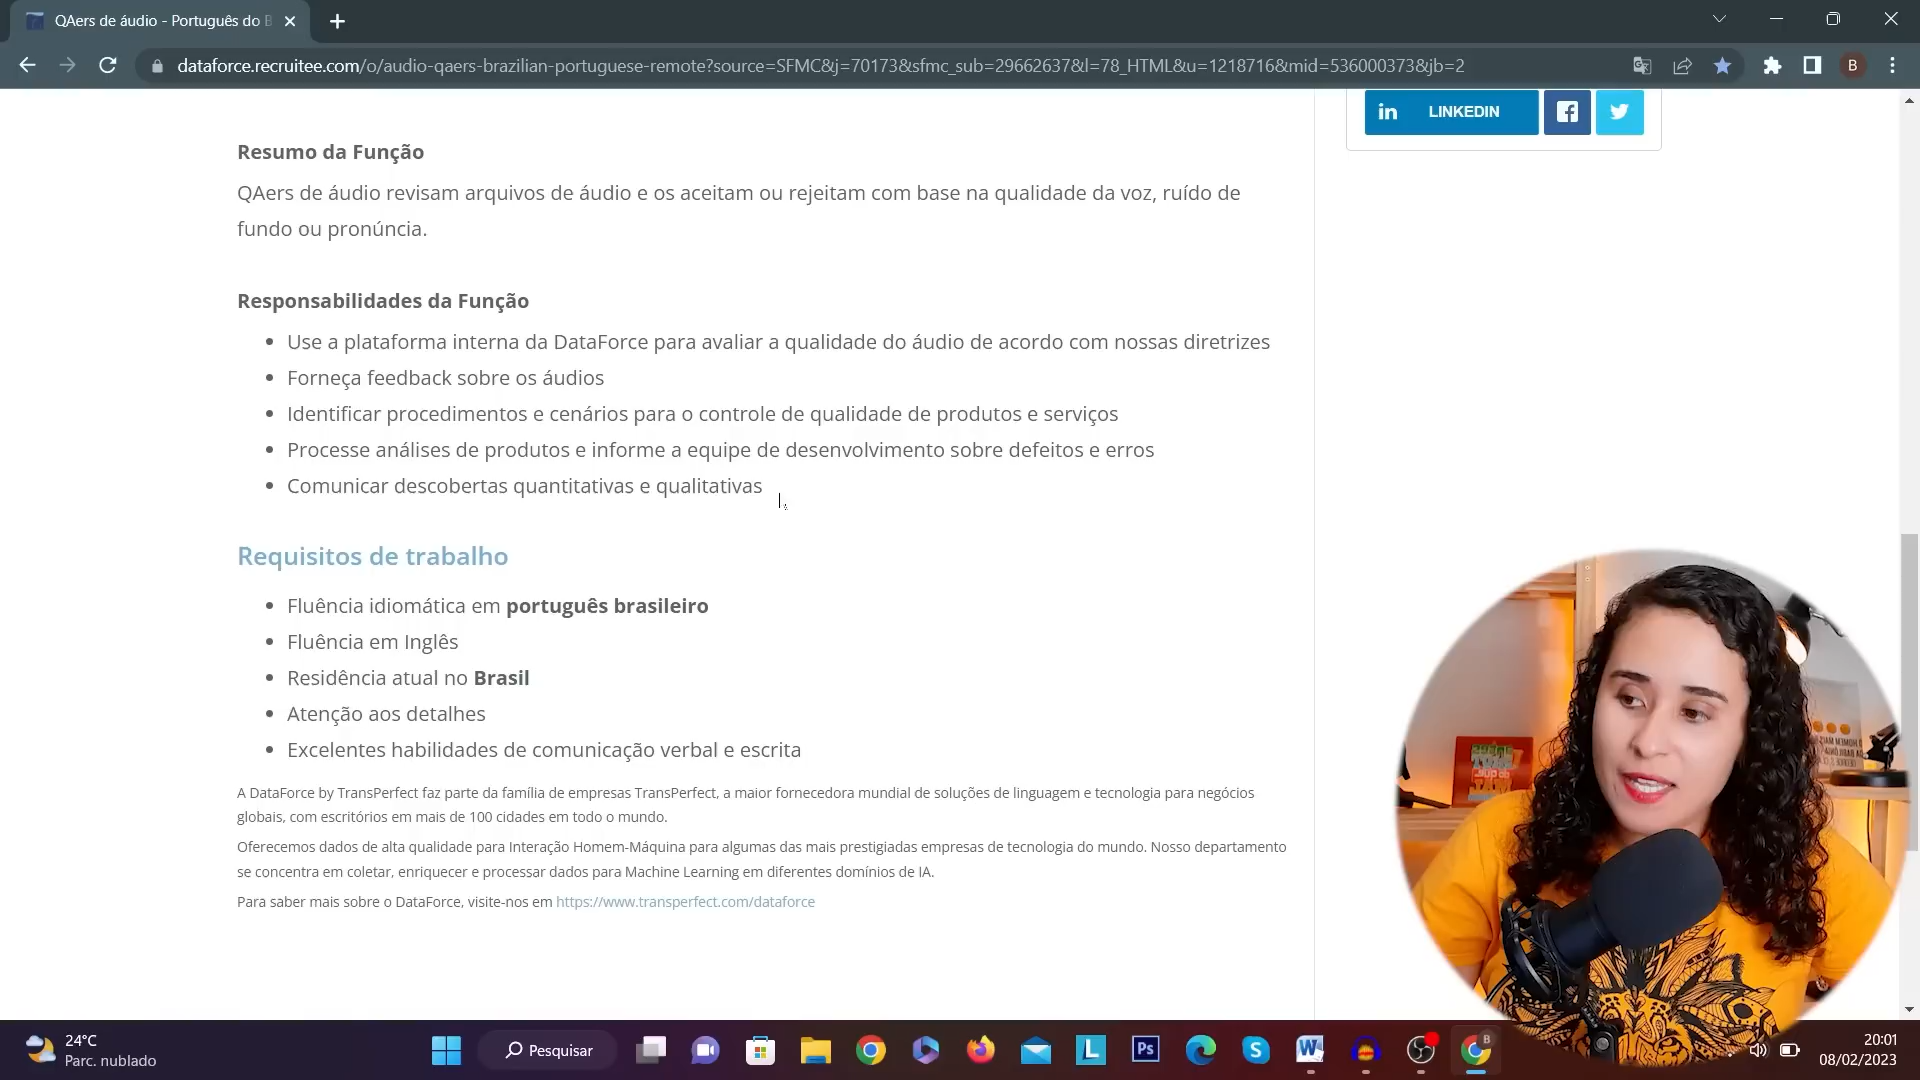 QAers de áudio - Português do B
dataforce.recruitee.com/o/audio-qaers-brazilian-portuguese-remote?source=SFMC&j=70173&sfmc_sub=29662637&l=78_HTML&u=1218716&mid=536000373&jb=2
B
in LINKEDIN
Resumo da Função
QAers de áudio revisam arquivos de áudio e os aceitam ou rejeitam com base na qualidade da voz, ruído de
fundo ou pronúncia.
Responsabilidades da Função
Use a plataforma interna da DataForce para avaliar a qualidade do áudio de acordo com nossas diretrizes
Forneça feedback sobre os áudios
Identificar procedimentos e cenários para o controle de qualidade de produtos e serviços
Processe análises de produtos e informe a equipe de desenvolvimento sobre defeitos e erros
Comunicar descobertas quantitativas e qualitativas
Requisitos de trabalho
Fluência idiomática em português brasileiro
Fluência em Inglês
Residência atual no Brasil
Atenção aos detalhes
Excelentes habilidades de comunicação verbal e escrita
A DataForce by TransPerfect faz parte da família de empresas TransPerfect, a maior fornecedora mundial de soluções de linguagem e tecnologia para negócios
globais, com escritórios em mais de 100 cidades em todo o mundo.
Oferecemos dados de alta qualidade para Interação Homem-Máquina para algumas das mais prestigiadas empresas de tecnologia do mundo. Nosso departamento
se concentra em coletar, enriquecer e processar dados para Machine Learning em diferentes domínios de IA.
Para saber mais sobre o DataForce, visite-nos em https://www.transperfect.com/dataforce
24°C
Parc. nublado
Pesquisar
L
Ps
S
W
B
20:01
08/02/2023